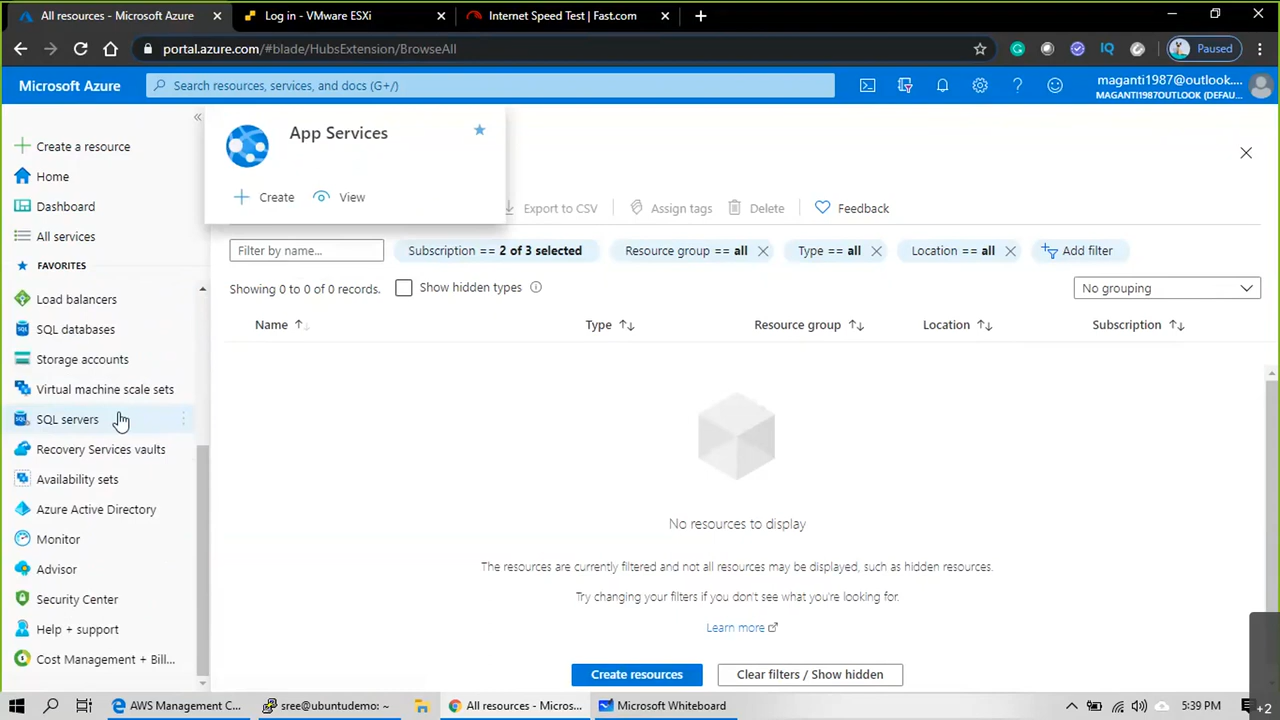 All resources - Microsoft Azure
Log in - VMware ESXi
Internet Speed Test | Fast.com
portal.azure.com/#blade/HubsExtension/BrowseAll
IQ
Paused
Microsoft Azure
Search resources, services, and docs (G+/)
maganti1987@outlook....
MAGANTI1987OUTLOOK (DEFAU...
App Services
Create
View
Create a resource
Home
Dashboard
All services
FAVORITES
Load balancers
SQL databases
Storage accounts
Virtual machine scale sets
SQL servers
Recovery Services vaults
Availability sets
Azure Active Directory
Monitor
Advisor
Security Center
Help + support
Cost Management + Bill...
Export to CSV
Assign tags
Delete
Feedback
Filter by name...
Subscription == 2 of 3 selected
Resource group == all
Type == all
Location == all
Add filter
Showing 0 to 0 of 0 records.
Show hidden types
No grouping
Name
Type
Resource group
Location
Subscription
No resources to display
The resources are currently filtered and not all resources may be displayed, such as hidden resources.
Try changing your filters if you don't see what you're looking for.
Learn more
Create resources
Clear filters / Show hidden
AWS Management C...
sree@ubuntudemo: ~
All resources - Micros...
Microsoft Whiteboard
5:39 PM
+2